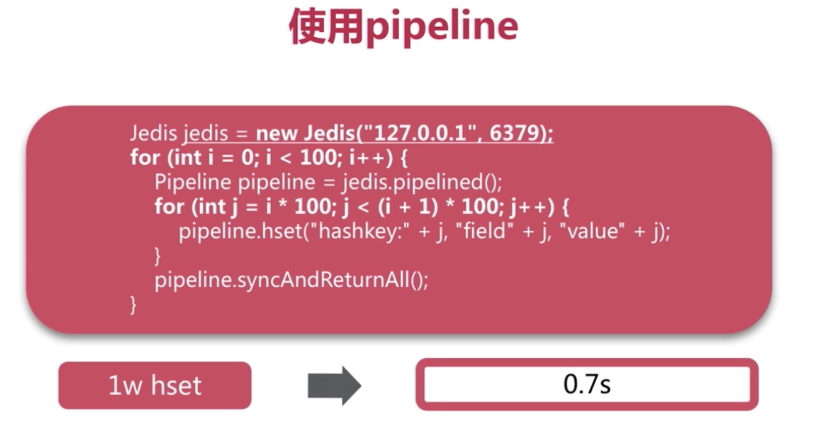 使用pipeline
Jedis jedis = new Jedis("127.0.0.1", 6379);
for (int i = 0; i < 100; i++) {
Pipeline pipeline = jedis.pipelined();
for (int j = i * 100; j < (i + 1) * 100; j++) {
pipeline.hset("hashkey:" + j, "field" + j, "value" + j);
}
pipeline.syncAndReturnAll();
}
1w hset
0.7s